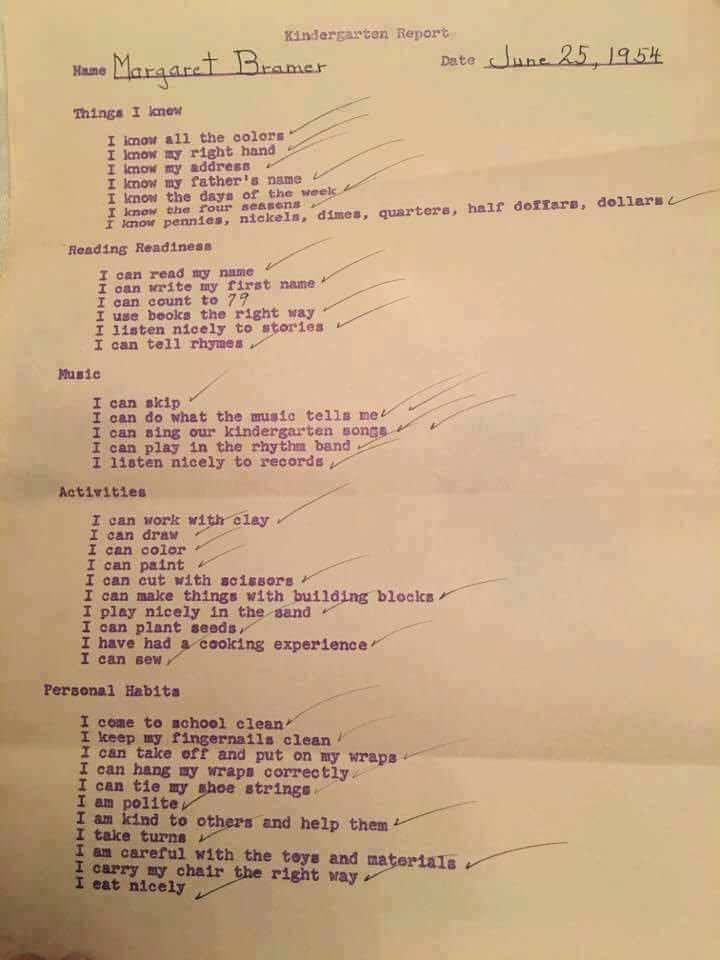 Kindergarten Report
Name Margaret Bramer Date June 25, 1954
Things I know
I know all the colors ✓
I know my right hand ✓
I know my address ✓
I know my father's name ✓
I know the days of the week ✓
I know the four seasons ✓
I know pennies, nickels, dimes, quarters, half doffars, dollars ✓
Reading Readiness
I can read my name ✓
I can write my first name ✓
I can count to 79
I use books the right way ✓
I listen nicely to stories ✓
I can tell rhymes ✓
Music
I can skip ✓
I can do what the music tells me ✓
I can sing our kindergarten songs ✓
I can play in the rhythm band ✓
I listen nicely to records ✓
Activities
I can work with clay ✓
I can draw ✓
I can color ✓
I can paint ✓
I can cut with scissors ✓
I can make things with building blocks ✓
I play nicely in the sand ✓
I can plant seeds ✓
I have had a cooking experience ✓
I can sew ✓
Personal Habits
I come to school clean ✓
I keep my fingernails clean ✓
I can take off and put on my wraps ✓
I can hang my wraps correctly ✓
I can tie my shoe strings ✓
I am polite ✓
I am kind to others and help them ✓
I take turns ✓
I am careful with the toys and materials ✓
I carry my chair the right way ✓
I eat nicely ✓